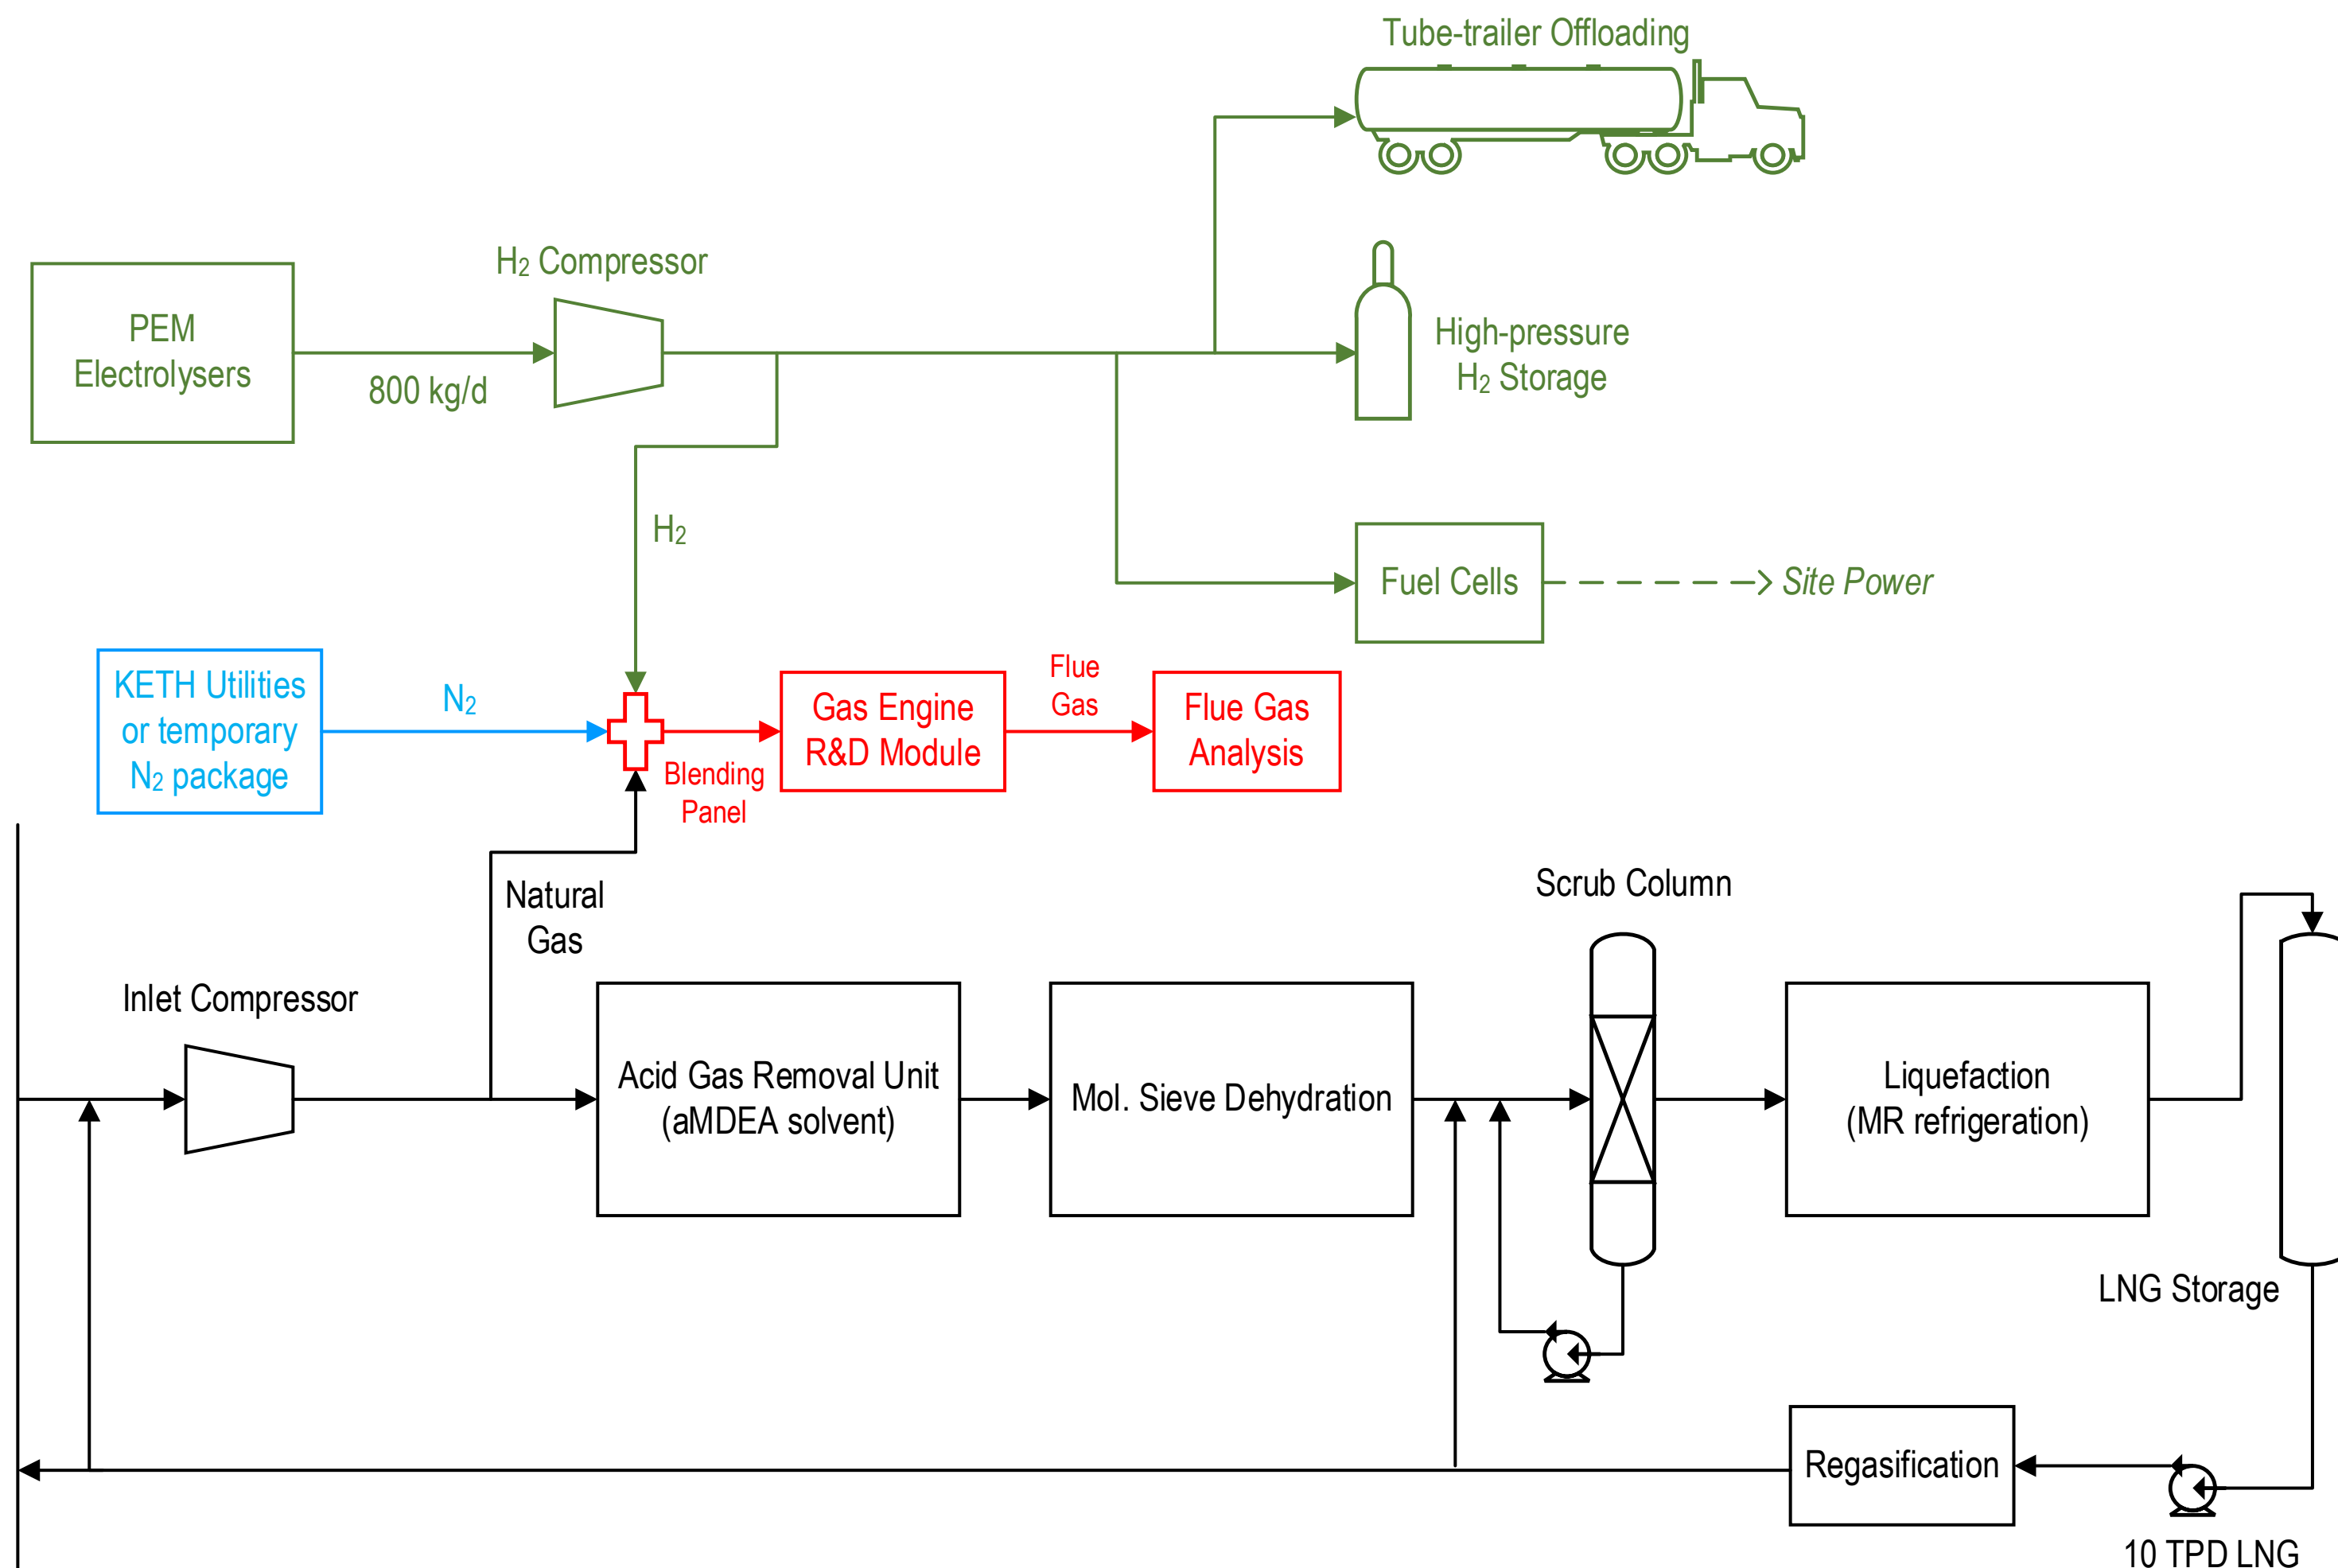 Tube-trailer Offloading
H₂ Compressor
PEM
Electrolysers
800 kg/d
High-pressure
H₂ Storage
H₂
Fuel Cells
Site Power
KETH Utilities
or temporary
N₂ package
N₂
Blending
Panel
Gas Engine
R&D Module
Flue
Gas
Flue Gas
Analysis
Natural
Gas
Scrub Column
Inlet Compressor
Acid Gas Removal Unit
(aMDEA solvent)
Mol. Sieve Dehydration
Liquefaction
(MR refrigeration)
LNG Storage
Regasification
10 TPD LNG